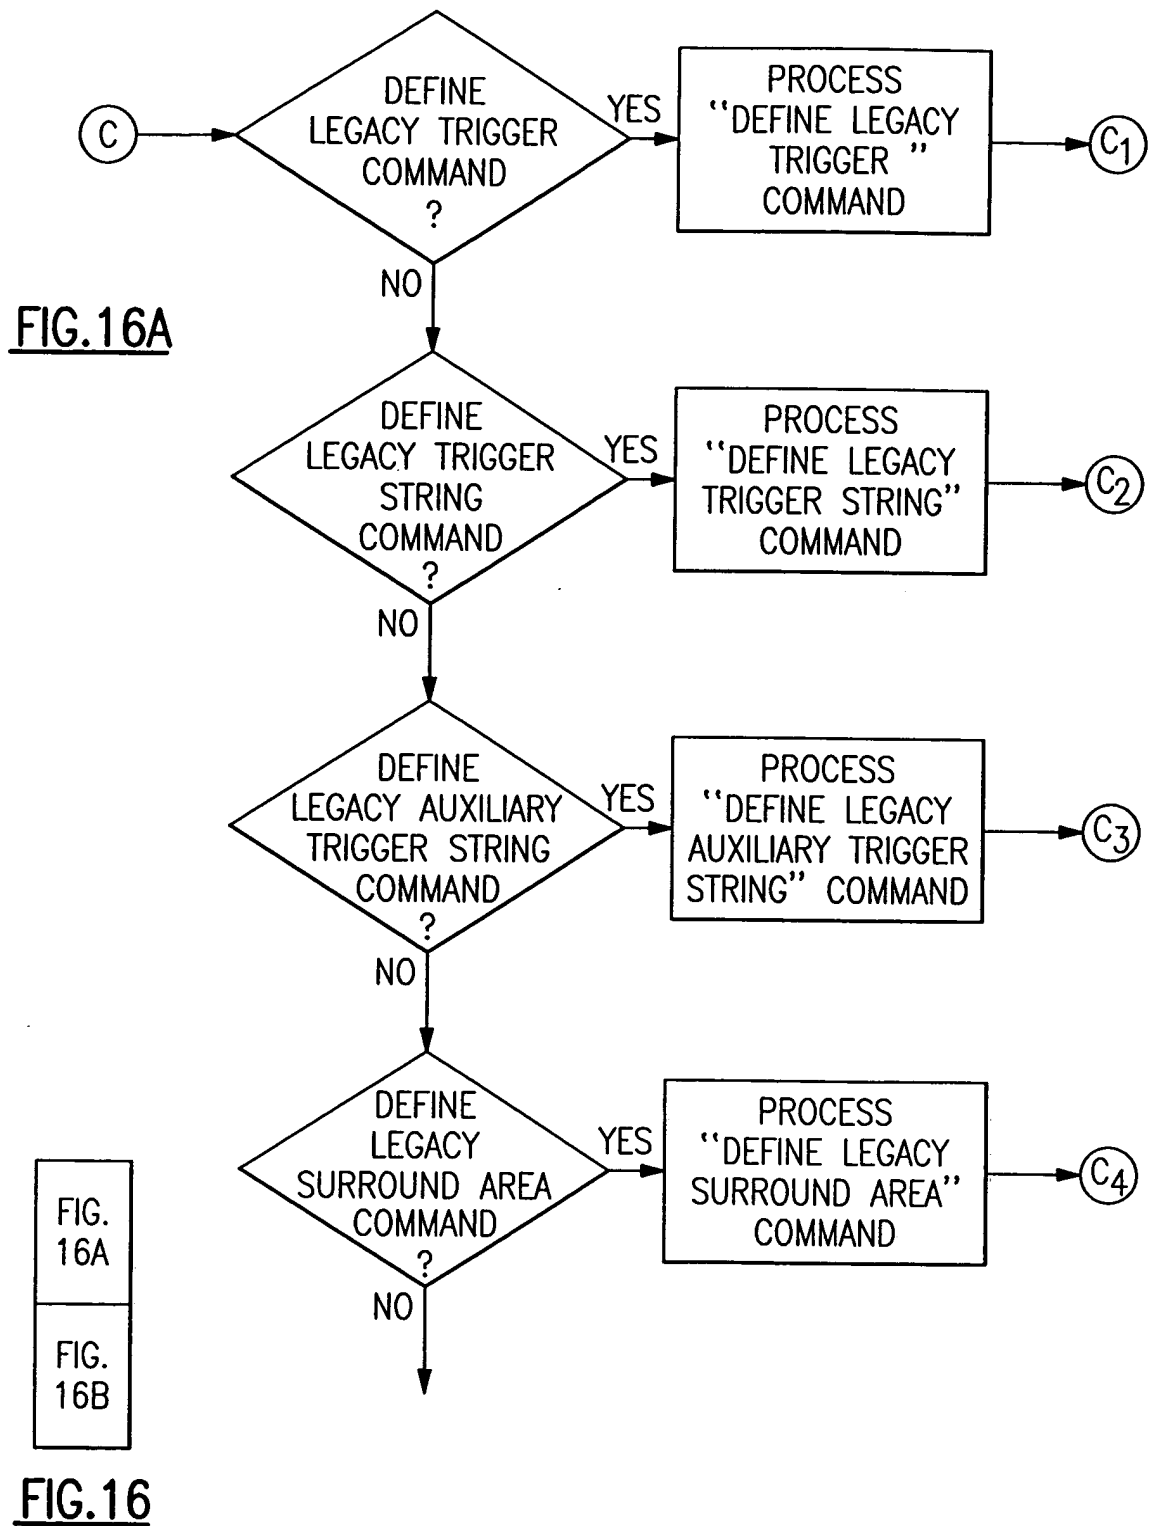 C
DEFINE
LEGACY TRIGGER
COMMAND
?
YES
PROCESS
“DEFINE LEGACY
TRIGGER ”
COMMAND
C1
NO
FIG.16A
DEFINE
LEGACY TRIGGER
STRING
COMMAND
?
YES
PROCESS
“DEFINE LEGACY
TRIGGER STRING”
COMMAND
C2
NO
DEFINE
LEGACY AUXILIARY
TRIGGER STRING
COMMAND
?
YES
PROCESS
“DEFINE LEGACY
AUXILIARY TRIGGER
STRING” COMMAND
C3
NO
DEFINE
LEGACY
SURROUND AREA
COMMAND
?
YES
PROCESS
“DEFINE LEGACY
SURROUND AREA”
COMMAND
C4
NO
FIG.
16A
FIG.
16B
FIG.16